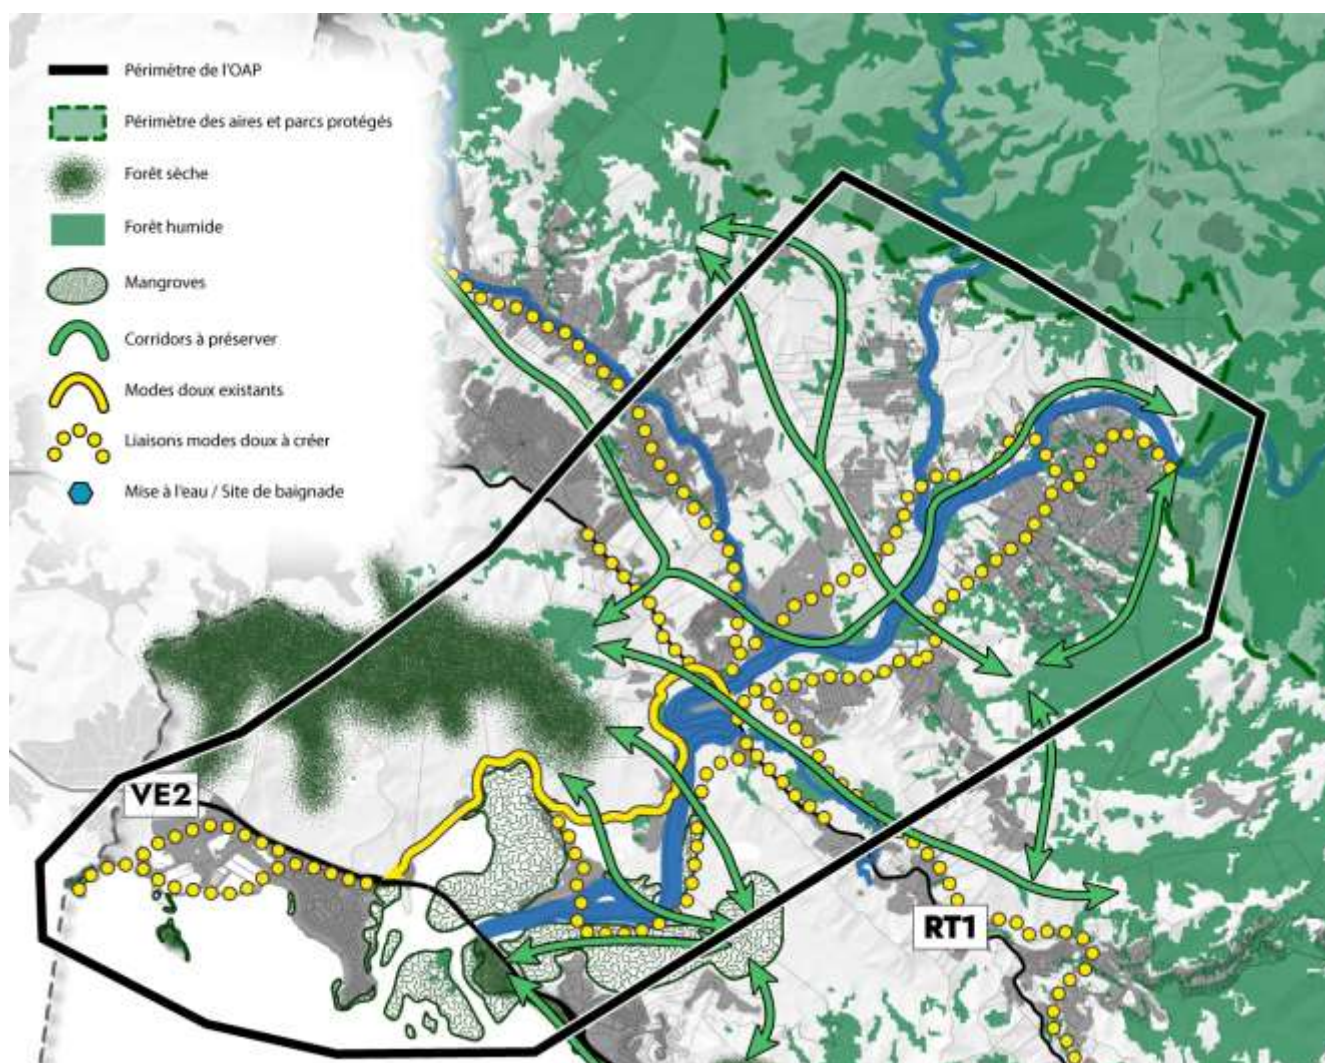 Périmètre de l'OAP
Périmètre des aires et parcs protégés
Forêt sèche
Forêt humide
Mangroves
Corridors à préserver
Modes doux existants
Liaisons modes doux à créer
Mise à l'eau / Site de baignade
VE2
RT1